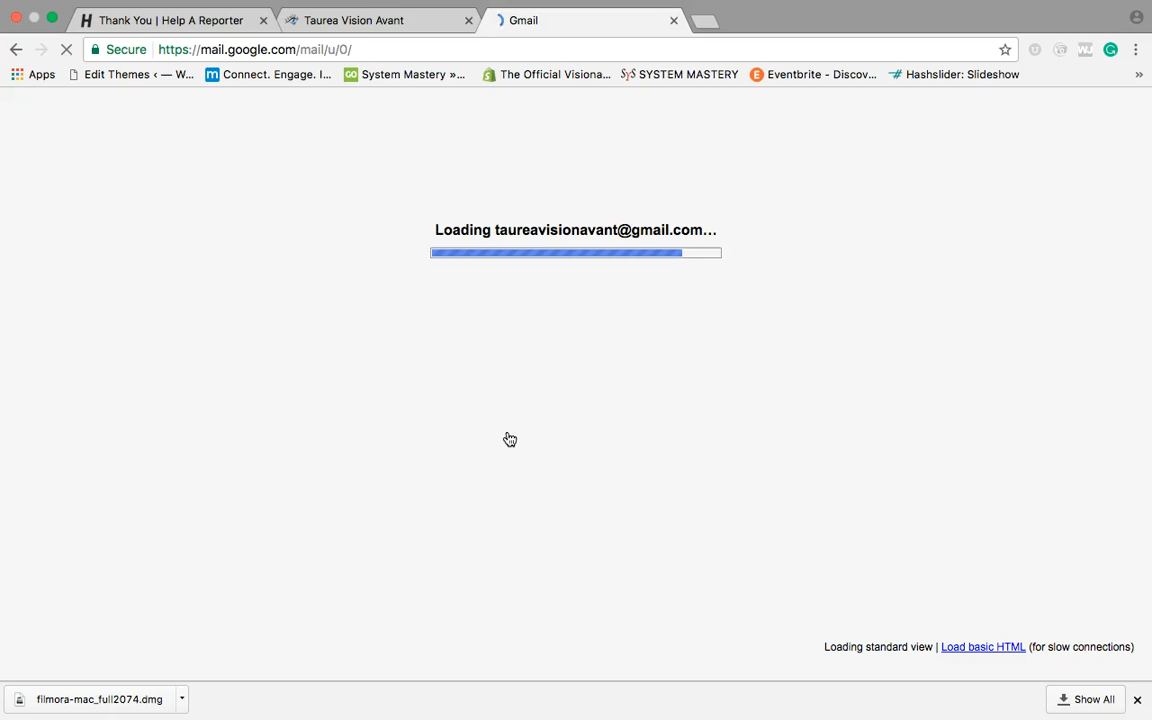 Thank You | Help A Reporter
Taurea Vision Avant
Gmail
Secure https://mail.google.com/mail/u/0/
Apps Edit Themes ‹ — W... Connect. Engage. I... System Mastery »... The Official Visiona... SYSTEM MASTERY Eventbrite - Discov... Hashslider: Slideshow »
Loading taureavisionavant@gmail.com…
Loading standard view | Load basic HTML (for slow connections)
filmora-mac_full2074.dmg
Show All